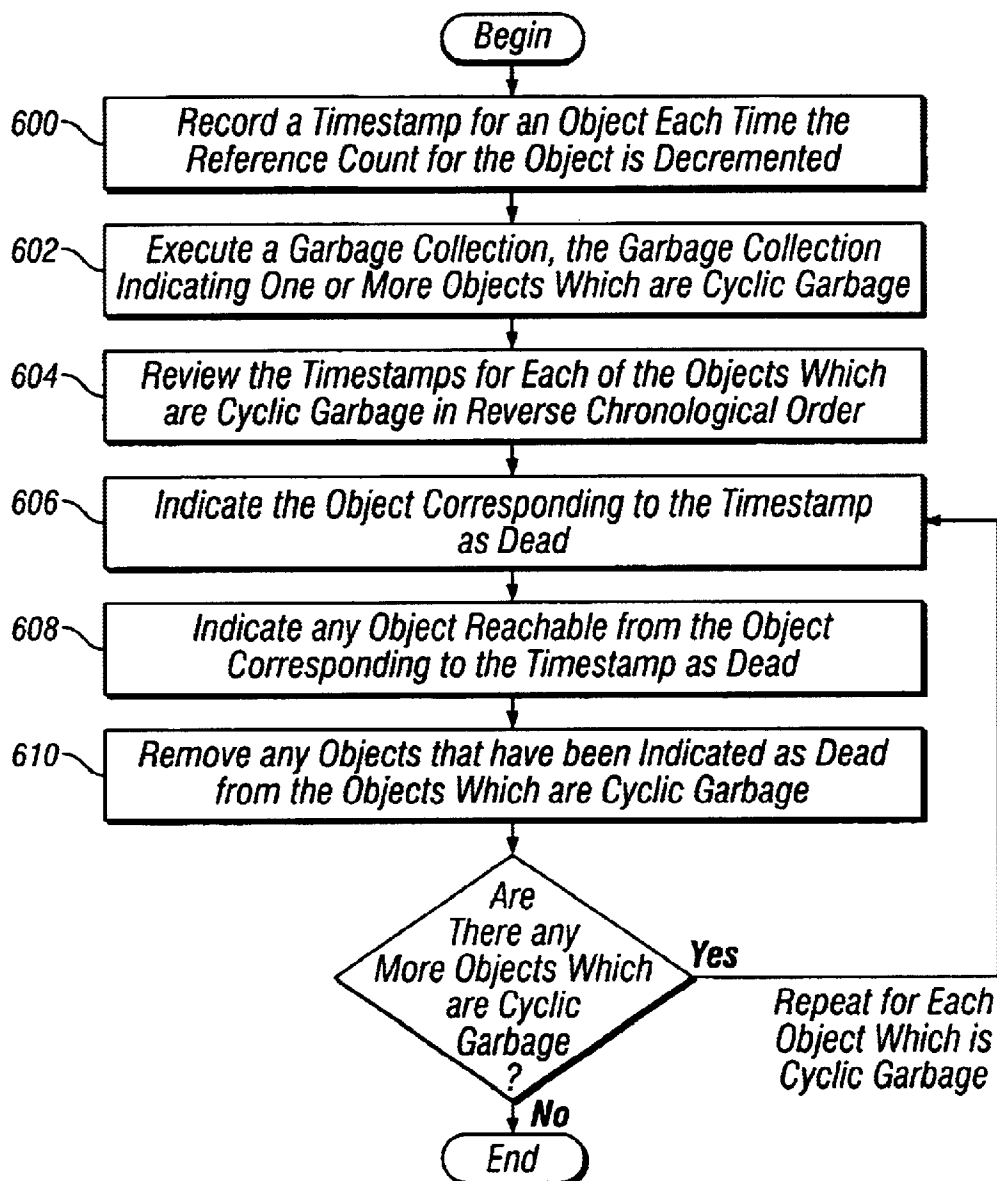 Begin
600
Record a Timestamp for an Object Each Time the
Reference Count for the Object is Decremented
602
Execute a Garbage Collection, the Garbage Collection
Indicating One or More Objects Which are Cyclic Garbage
604
Review the Timestamps for Each of the Objects Which
are Cyclic Garbage in Reverse Chronological Order
606
Indicate the Object Corresponding to the Timestamp
as Dead
608
Indicate any Object Reachable from the Object
Corresponding to the Timestamp as Dead
610
Remove any Objects that have been Indicated as Dead
from the Objects Which are Cyclic Garbage
Are
There any
More Objects Which
are Cyclic
Garbage
?
Yes
Repeat for Each
Object Which is
Cyclic Garbage
No
End